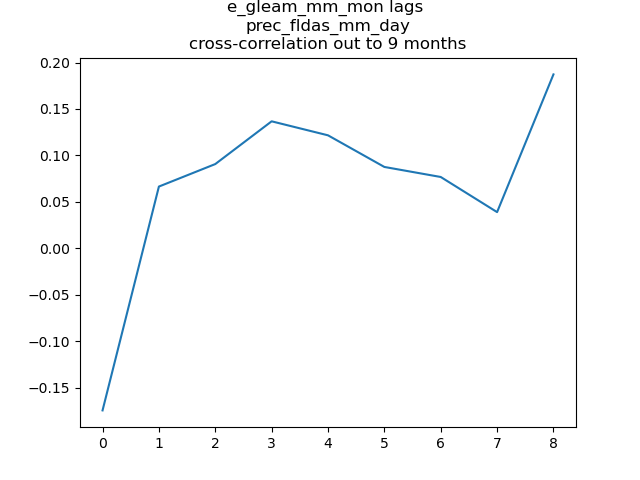 e_gleam_mm_mon lags
prec_fldas_mm_day
cross-correlation out to 9 months
0.20
0.15
0.10
0.05
0.00
−0.05
−0.10
−0.15
0 1 2 3 4 5 6 7 8